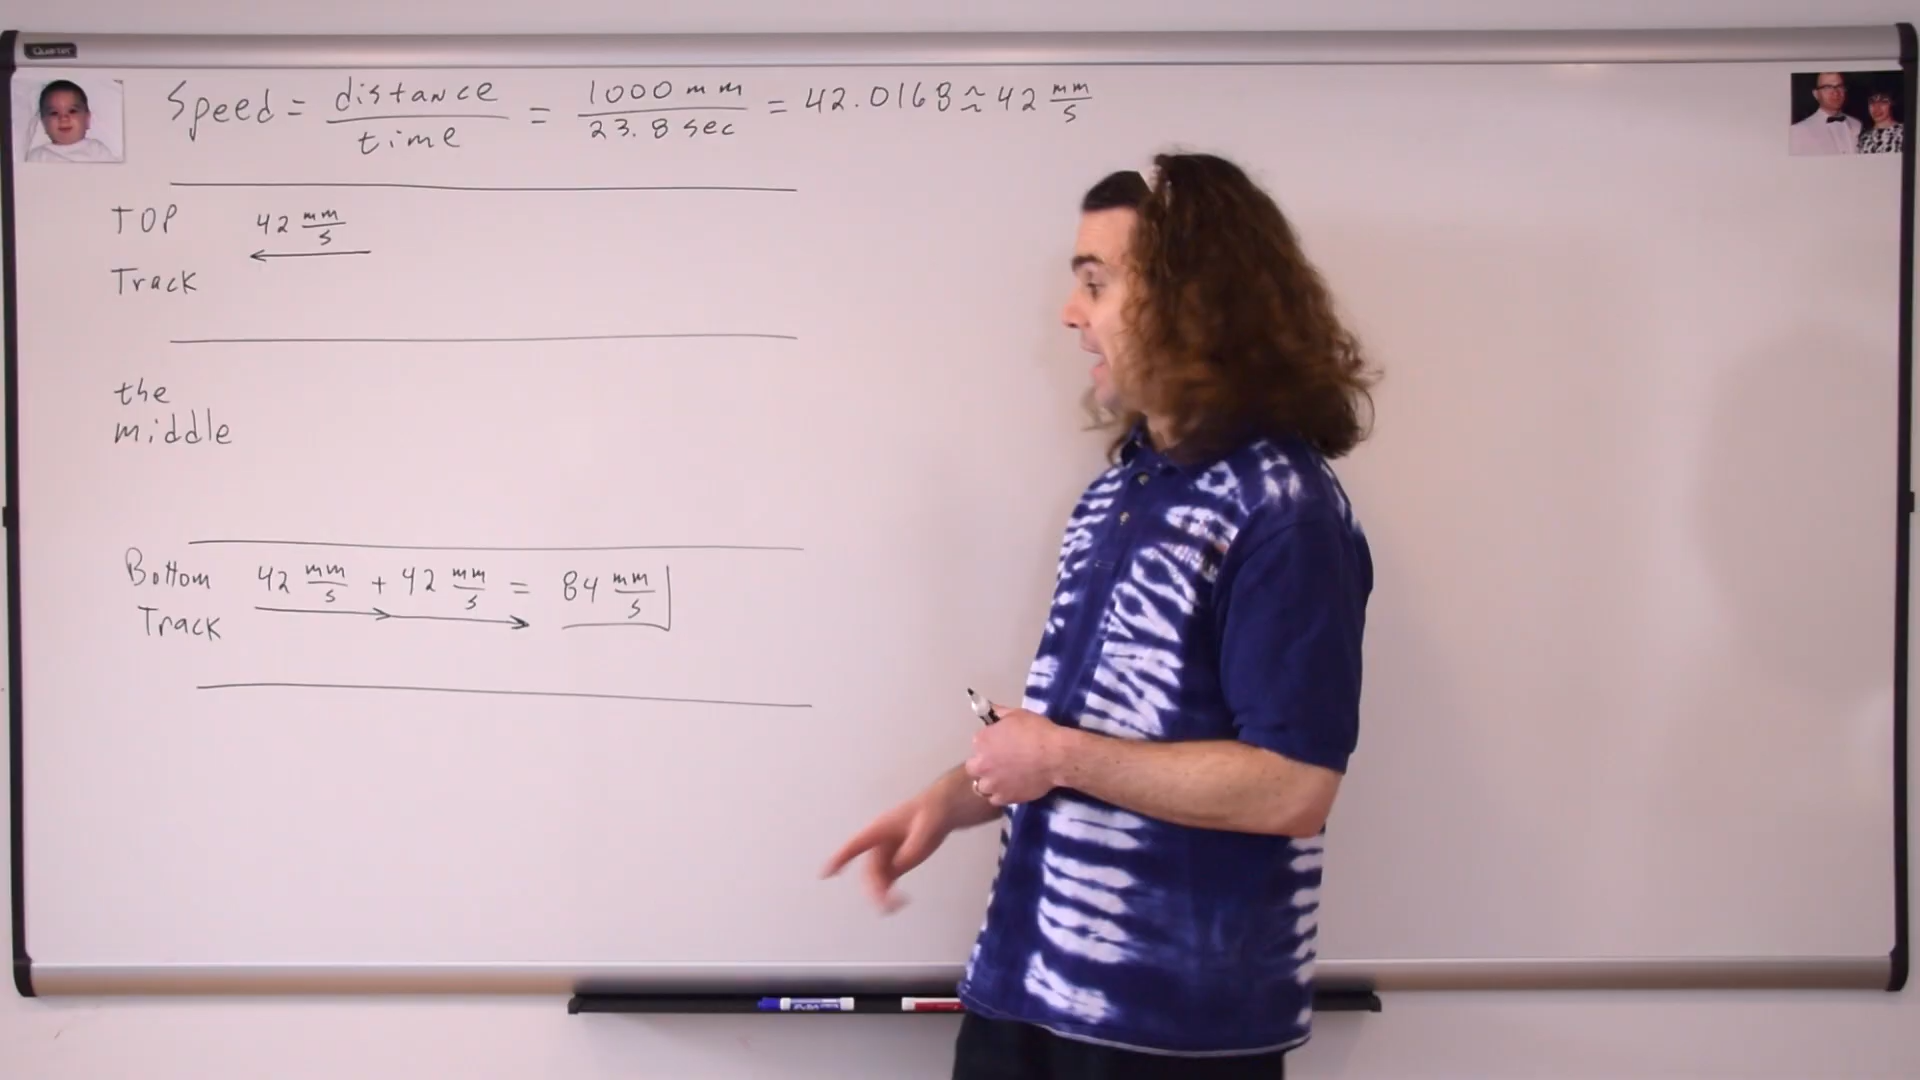 Quartet
Speed = distance / time = 1000 mm / 23.8 sec = 42.0168 ≈ 42 mm/s
TOP
Track
42 mm/s
the
middle
Bottom
Track
42 mm/s + 42 mm/s = 84 mm/s